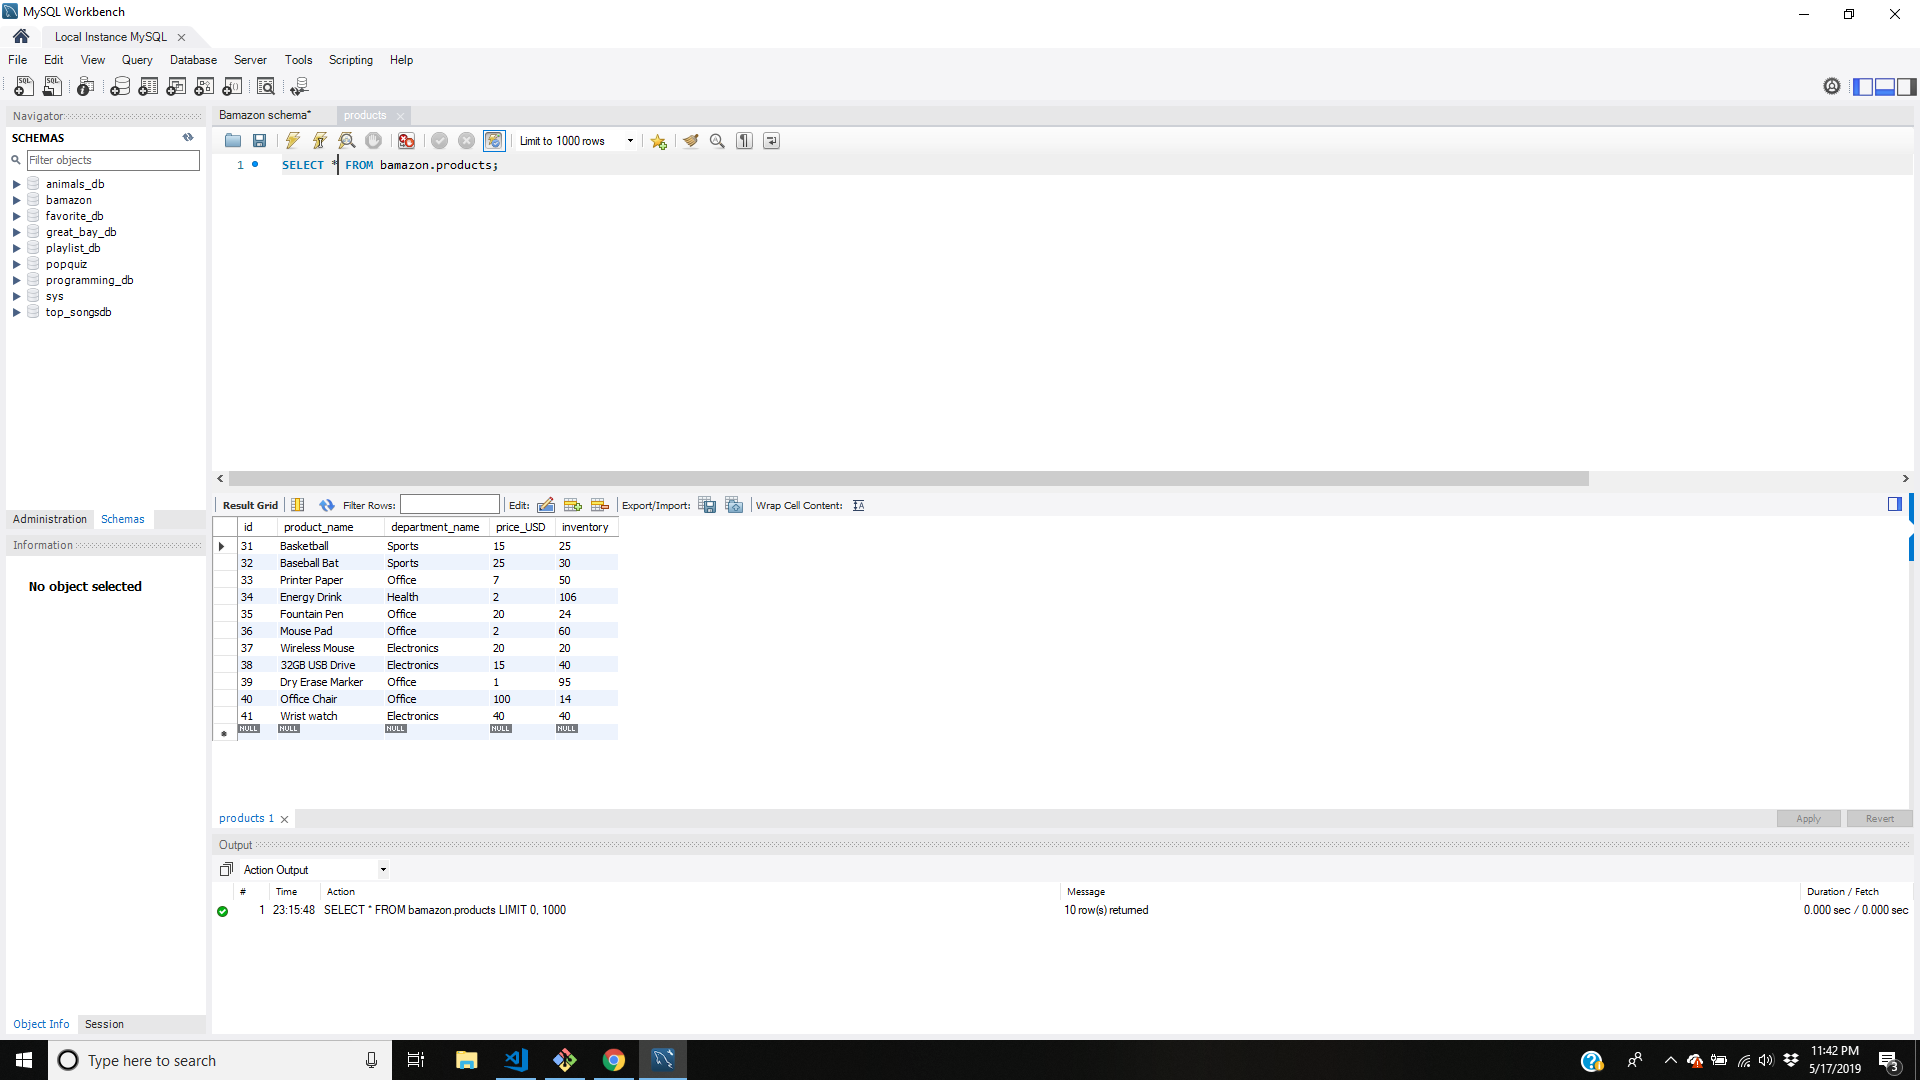 MySQL Workbench
Local Instance MySQL
File Edit View Query Database Server Tools Scripting Help
Navigator
SCHEMAS
Filter objects
animals_db
bamazon
favorite_db
great_bay_db
playlist_db
popquiz
programming_db
sys
top_songsdb
Administration Schemas
Information
No object selected
Object Info Session
Bamazon schema* products
Limit to 1000 rows
1 SELECT * FROM bamazon.products;
Result Grid Filter Rows: Edit: Export/Import: Wrap Cell Content:
id product_name department_name price_USD inventory
31 Basketball Sports 15 25
32 Baseball Bat Sports 25 30
33 Printer Paper Office 7 50
34 Energy Drink Health 2 106
35 Fountain Pen Office 20 24
36 Mouse Pad Office 2 60
37 Wireless Mouse Electronics 20 20
38 32GB USB Drive Electronics 15 40
39 Dry Erase Marker Office 1 95
40 Office Chair Office 100 14
41 Wrist watch Electronics 40 40
NULL NULL NULL NULL NULL
products 1 Apply Revert
Output
Action Output
# Time Action Message Duration / Fetch
1 23:15:48 SELECT * FROM bamazon.products LIMIT 0, 1000 10 row(s) returned 0.000 sec / 0.000 sec
Type here to search
11:42 PM
5/17/2019
3